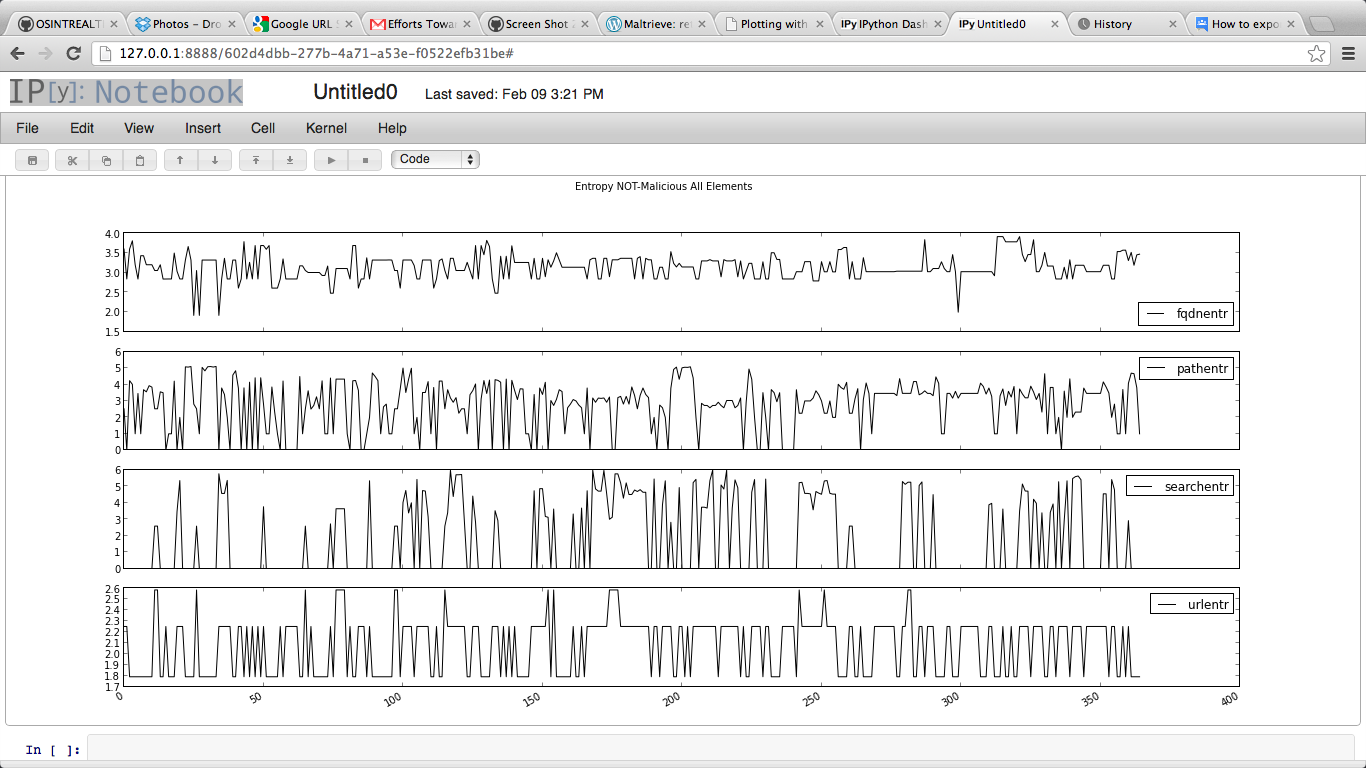 OSINTREALT Photos – Dro Google URL Efforts Towar Screen Shot Maltrieve: re Plotting with IPy IPython Dash IPy Untitled0 History How to expo
127.0.0.1:8888/602d4dbb-277b-4a71-a53e-f0522efb31be#
IP[y]: Notebook Untitled0 Last saved: Feb 09 3:21 PM
File Edit View Insert Cell Kernel Help
Code
Entropy NOT-Malicious All Elements
4.0
3.5
3.0
2.5
2.0
1.5
fqdnentr
6
5
4
3
2
1
0
pathentr
6
5
4
3
2
1
0
searchentr
2.6
2.5
2.4
2.3
2.2
2.1
2.0
1.9
1.8
1.7
urlentr
0 50 100 150 200 250 300 350 400
In [ ]: